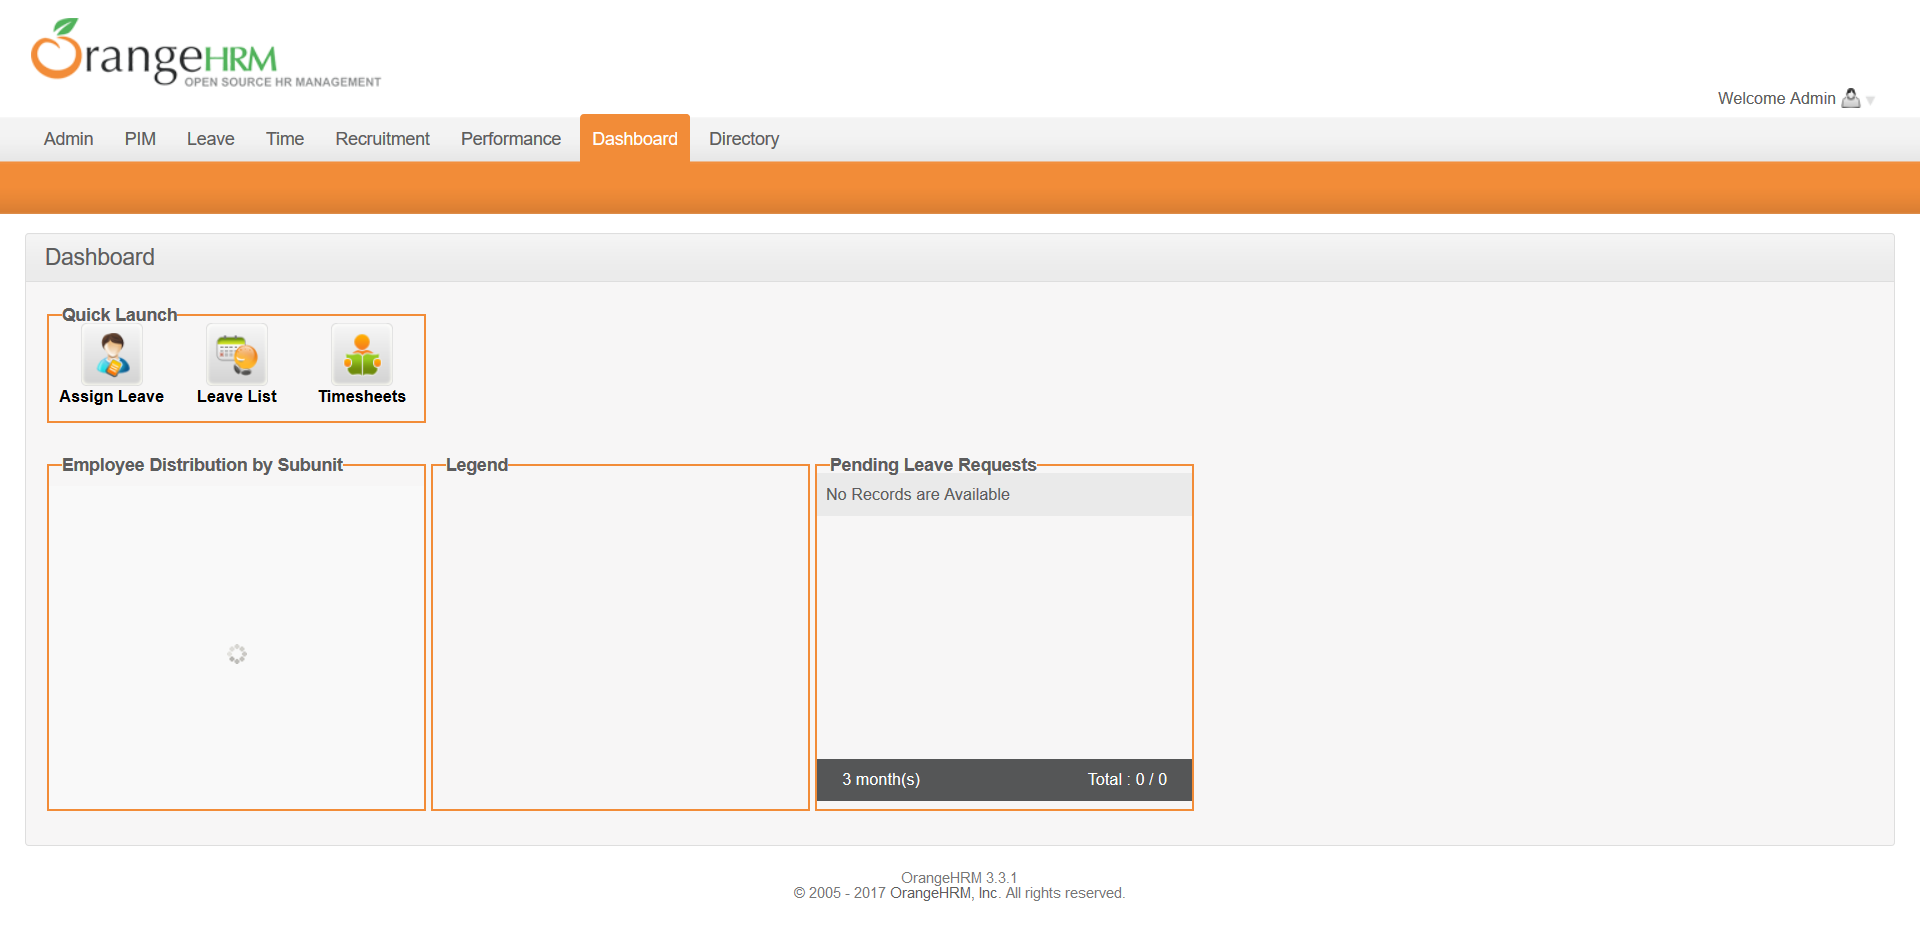 OrangeHRM
OPEN SOURCE HR MANAGEMENT
Welcome Admin
Admin PIM Leave Time Recruitment Performance Dashboard Directory
Dashboard
Quick Launch
Assign Leave Leave List Timesheets
Employee Distribution by Subunit
Legend
Pending Leave Requests
No Records are Available
3 month(s) Total : 0 / 0
OrangeHRM 3.3.1
© 2005 - 2017 OrangeHRM, Inc. All rights reserved.